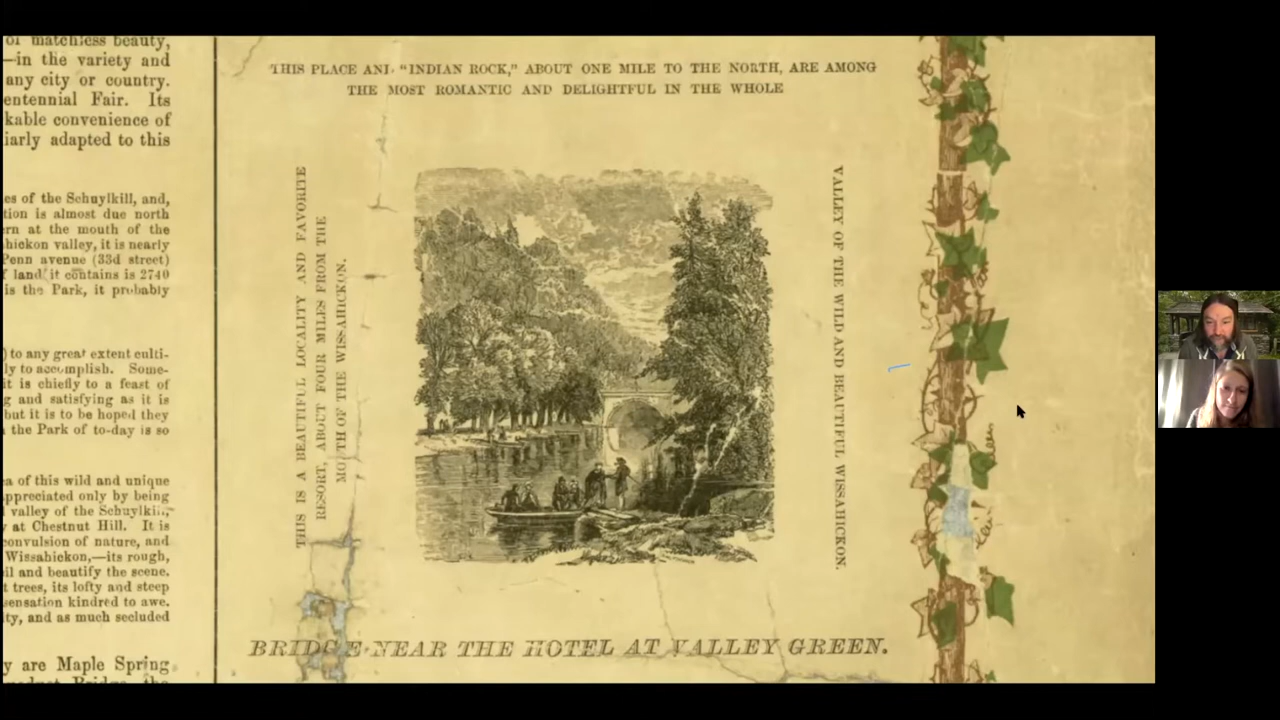 of matchless beauty,
—in the variety and
any city or country.
entennial Fair. Its
kable convenience of
iarly adapted to this
es of the Schuylkill, and,
tion is almost due north
ern at the mouth of the
hickon valley, it is nearly
Penn avenue (33d street)
f land it contains is 2740
is the Park, it probably
) to any great extent culti-
ly to accomplish. Some-
it is chiefly to a feast of
g and satisfying as it is
but it is to be hoped they
the Park of to-day is so
ea of this wild and unique
appreciated only by being
valley of the Schuylkill,
y at Chestnut Hill. It is
convulsion of nature, and
Wissahickon,—its rough,
il and beautify the scene.
t trees, its lofty and steep
sensation kindred to awe.
ty, and as much secluded
y are Maple Spring
Bridge, the
THIS PLACE AND "INDIAN ROCK," ABOUT ONE MILE TO THE NORTH, ARE AMONG
THE MOST ROMANTIC AND DELIGHTFUL IN THE WHOLE
VALLEY OF THE WILD AND BEAUTIFUL WISSAHICKON.
THIS IS A BEAUTIFUL LOCALITY AND FAVORITE
RESORT, ABOUT FOUR MILES FROM THE
MOUTH OF THE WISSAHICKON.
BRIDGE NEAR THE HOTEL AT VALLEY GREEN.